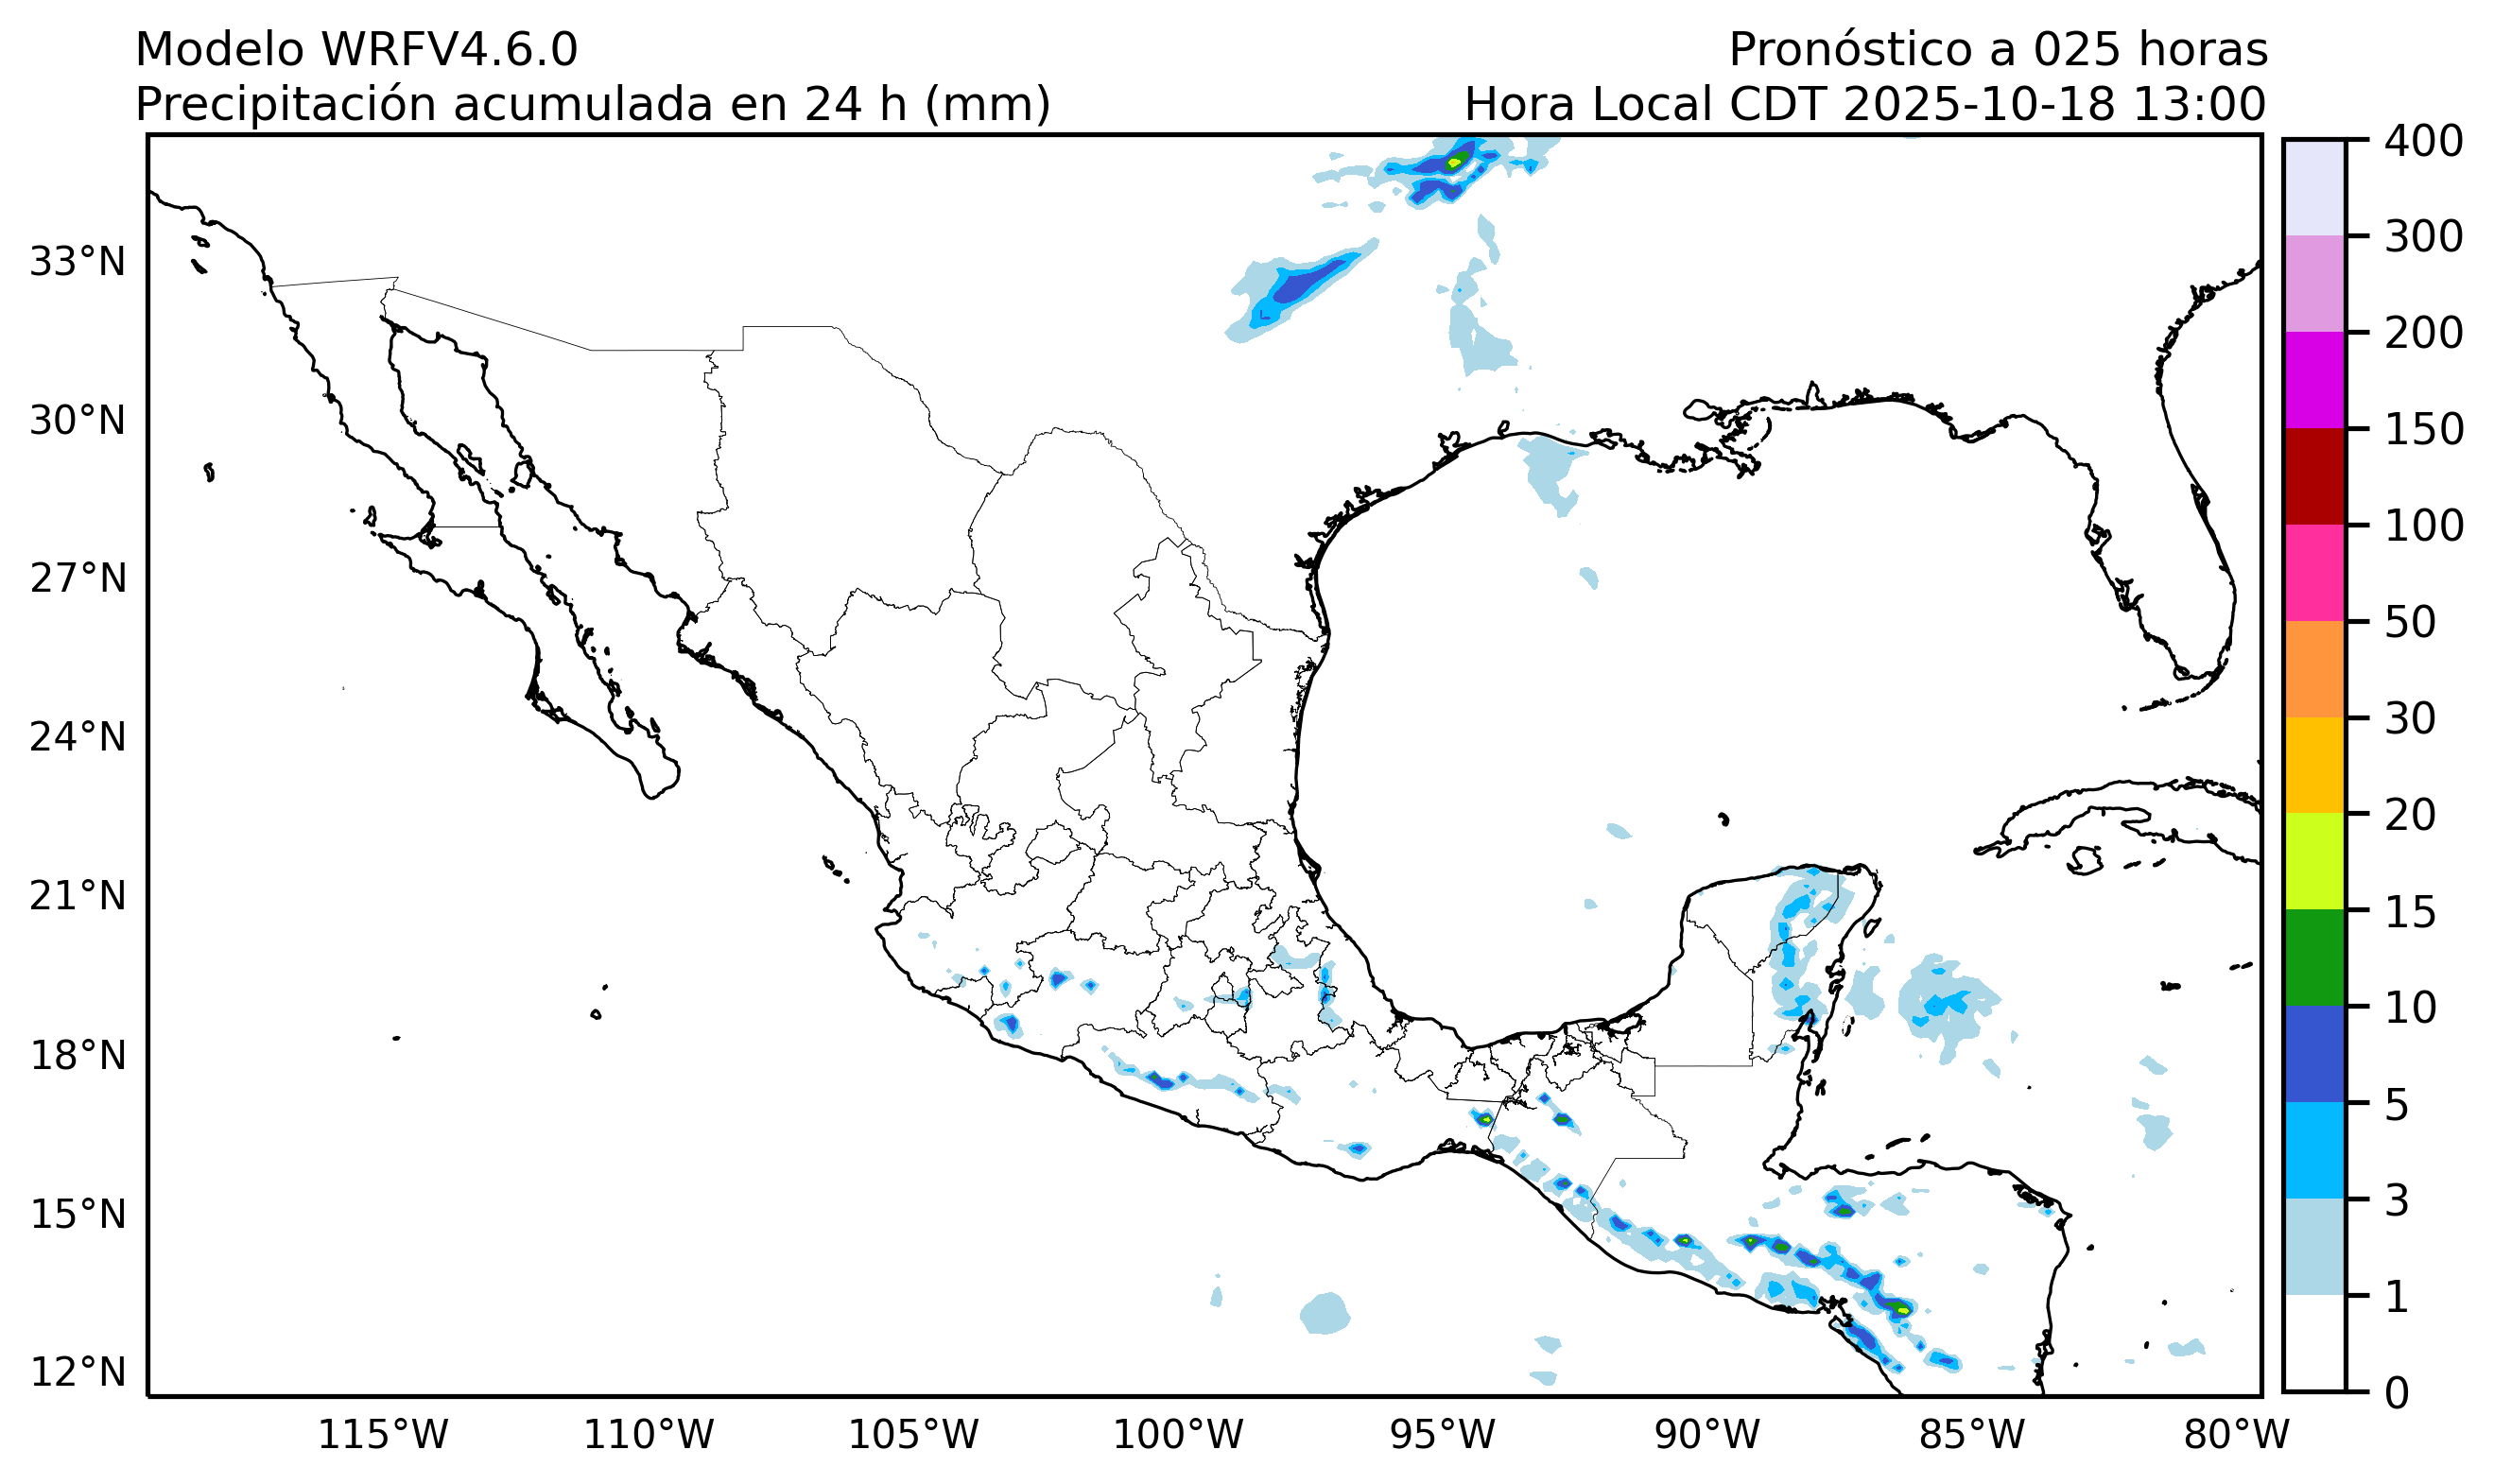 Modelo WRFV4.6.0
Pronóstico a 025 horas
Precipitación acumulada en 24 h (mm)
Hora Local CDT 2025-10-18 13:00
33°N
30°N
27°N
24°N
21°N
18°N
15°N
12°N
115°W
110°W
105°W
100°W
95°W
90°W
85°W
80°W
400
300
200
150
100
50
30
20
15
10
5
3
1
0